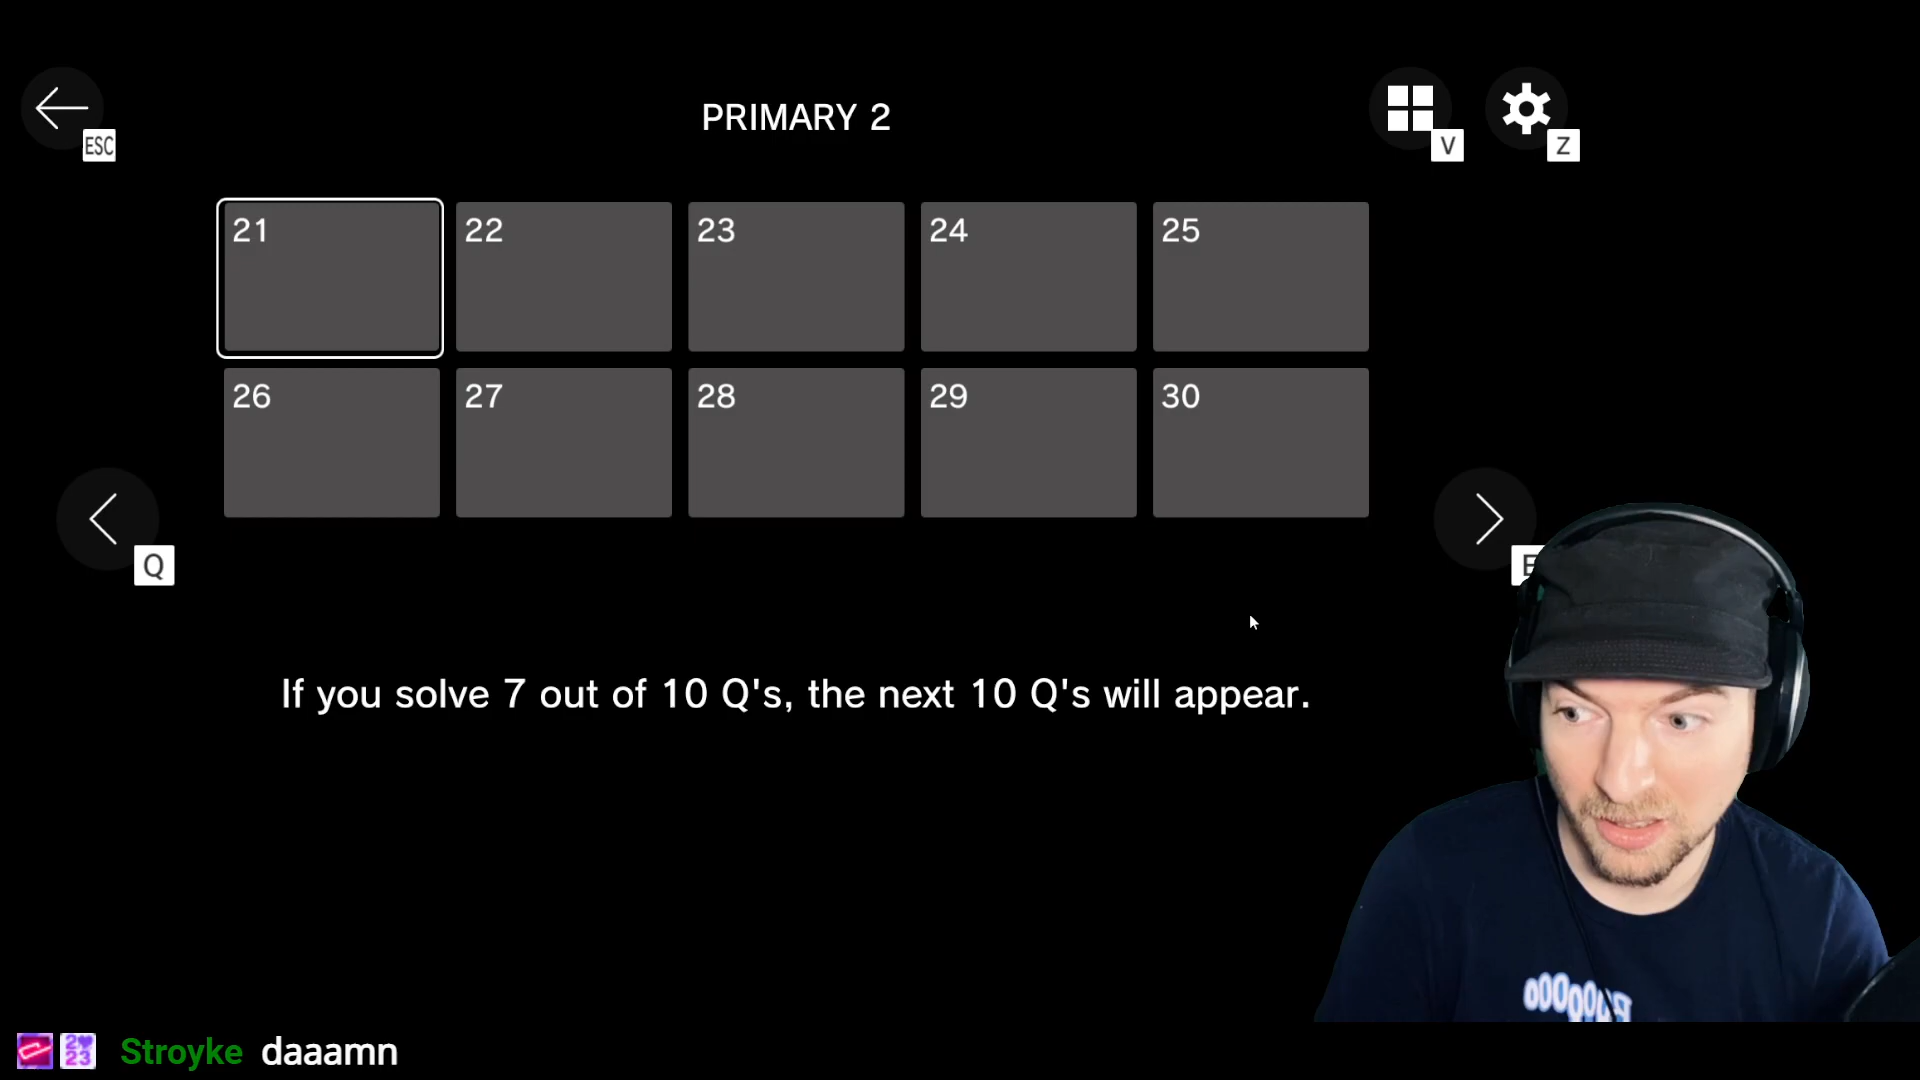 ESC
PRIMARY 2
V
Z
21
22
23
24
25
26
27
28
29
30
Q
E
If you solve 7 out of 10 Q's, the next 10 Q's will appear.
Stroyke daaamn